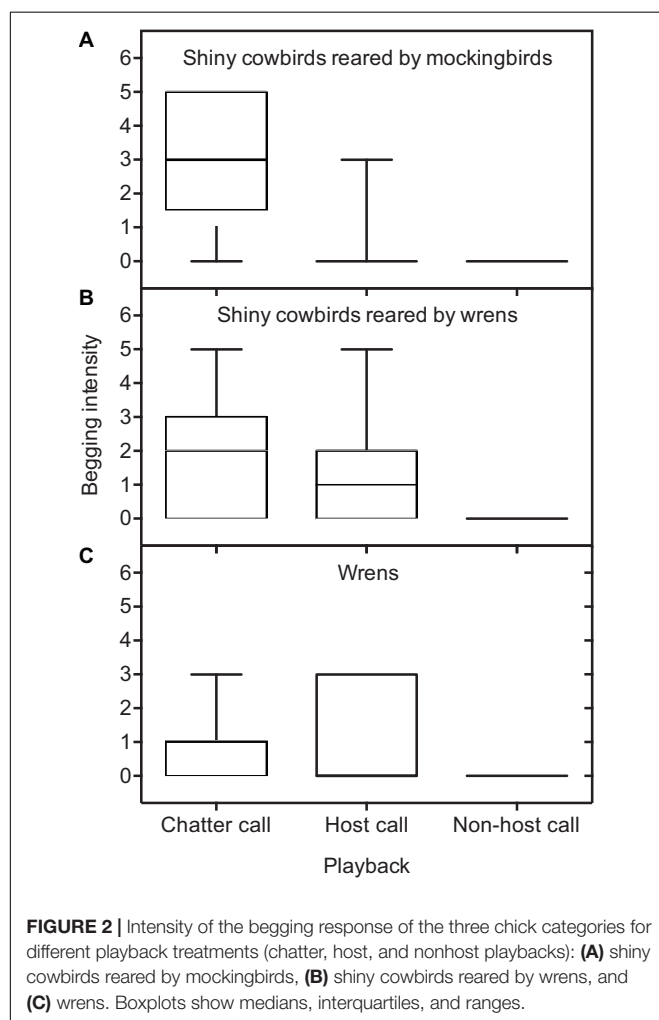 A
Shiny cowbirds reared by mockingbirds
6
5
4
3
2
1
0
B
Shiny cowbirds reared by wrens
6
5
4
3
2
1
0
Begging intensity
C
Wrens
6
5
4
3
2
1
0
Chatter call Host call Non-host call
Playback
FIGURE 2 | Intensity of the begging response of the three chick categories for
different playback treatments (chatter, host, and nonhost playbacks): (A) shiny
cowbirds reared by mockingbirds, (B) shiny cowbirds reared by wrens, and
(C) wrens. Boxplots show medians, interquartiles, and ranges.